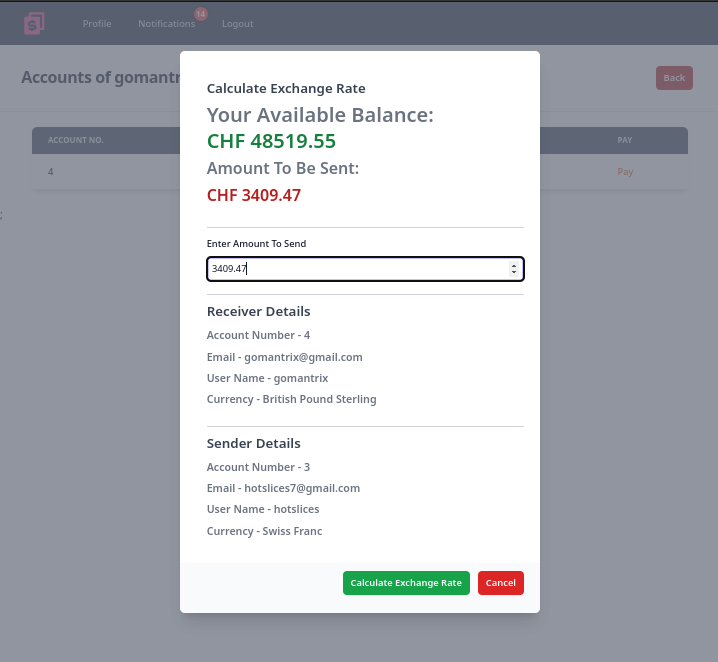 S
Profile
Notifications
14
Logout
Accounts of gomantr
Back
ACCOUNT NO.
PAY
4
Pay
;
Calculate Exchange Rate
Your Available Balance:
CHF 48519.55
Amount To Be Sent:
CHF 3409.47
Enter Amount To Send
3409.47
Receiver Details
Account Number - 4
Email - gomantrix@gmail.com
User Name - gomantrix
Currency - British Pound Sterling
Sender Details
Account Number - 3
Email - hotslices7@gmail.com
User Name - hotslices
Currency - Swiss Franc
Calculate Exchange Rate
Cancel